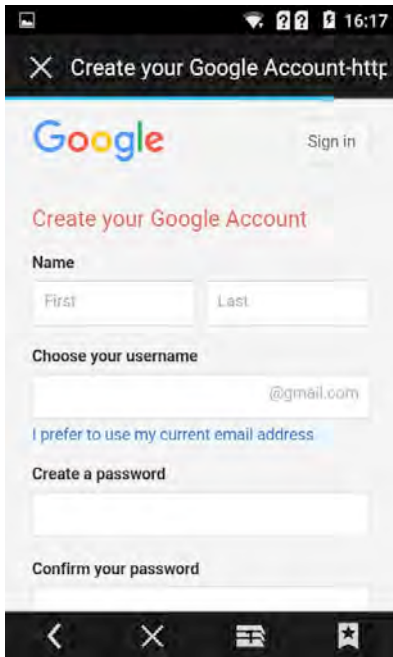 16:17
Create your Google Account-http
Google
Sign in
Create your Google Account
Name
First Last
Choose your username
@gmail.com
I prefer to use my current email address
Create a password
Confirm your password